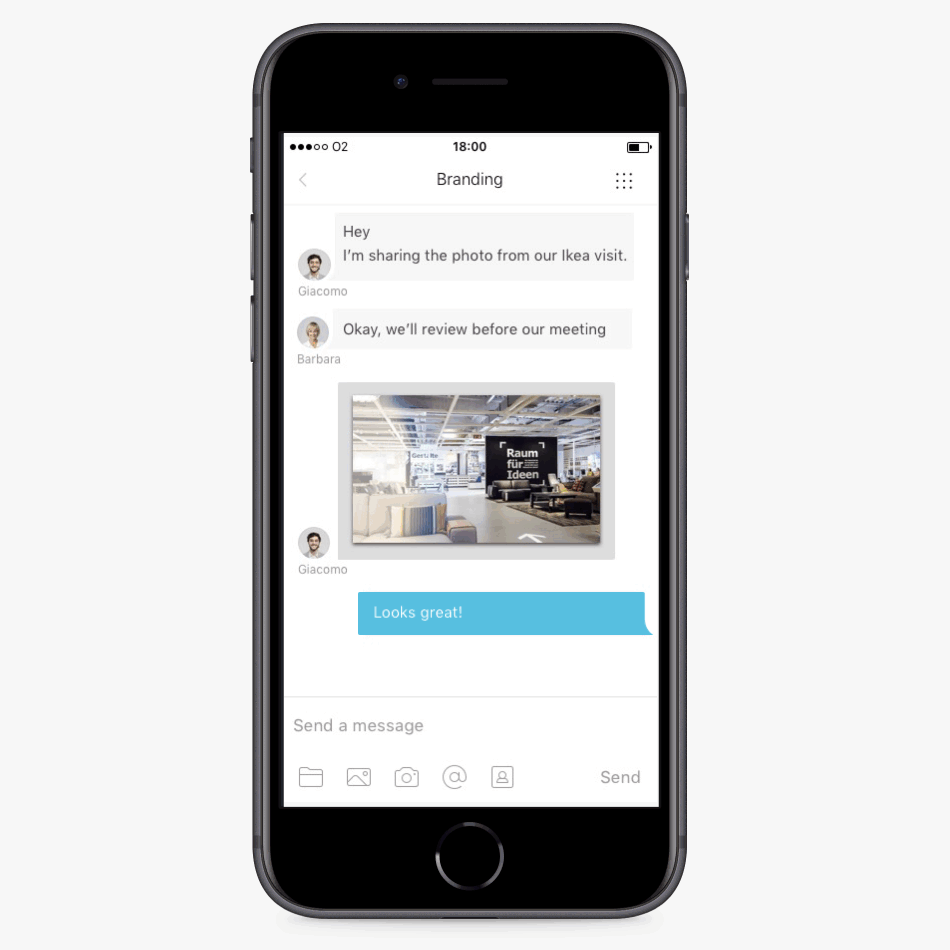 O2 18:00
Branding
Hey
I’m sharing the photo from our Ikea visit.
Giacomo
Okay, we’ll review before our meeting
Barbara
Raum
für
Ideen
Giacomo
Looks great!
Send a message
Send